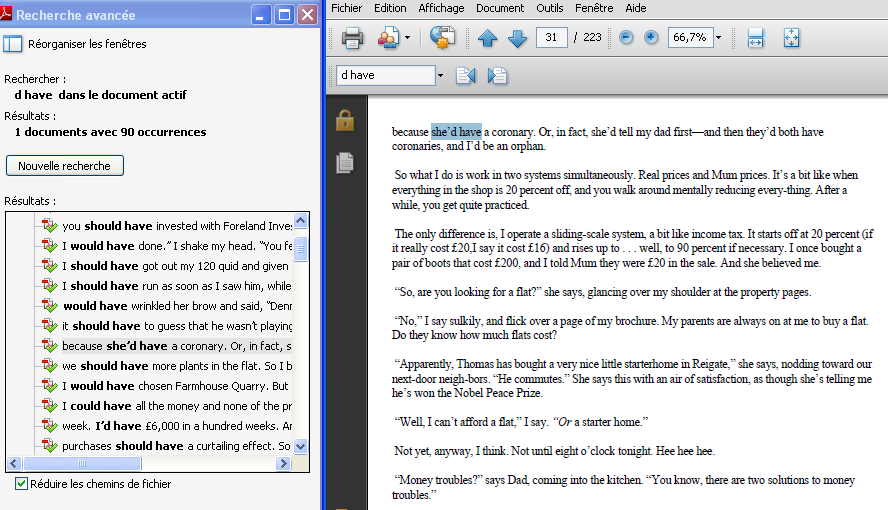 Recherche avancée
Réorganiser les fenêtres
Rechercher :
d have dans le document actif
Résultats :
1 documents avec 90 occurrences
Nouvelle recherche
Résultats :
you should have invested with Foreland Inves
I would have done.” I shake my head. “You fe
I should have got out my 120 quid and given
I should have run as soon as I saw him, while
would have wrinkled her brow and said, “Denn
it should have to guess that he wasn’t playing
because she’d have a coronary. Or, in fact, s
we should have more plants in the flat. So I b
I would have chosen Farmhouse Quarry. But
I could have all the money and none of the pr
week. I’d have £6,000 in a hundred weeks. An
purchases should have a curtailing effect. So
Réduire les chemins de fichier
Fichier Edition Affichage Document Outils Fenêtre Aide
31 / 223 66,7%
d have
because she’d have a coronary. Or, in fact, she’d tell my dad first—and then they’d both have
coronaries, and I’d be an orphan.
So what I do is work in two systems simultaneously. Real prices and Mum prices. It’s a bit like when
everything in the shop is 20 percent off, and you walk around mentally reducing every-thing. After a
while, you get quite practiced.
The only difference is, I operate a sliding-scale system, a bit like income tax. It starts off at 20 percent (if
it really cost £20,I say it cost £16) and rises up to . . . well, to 90 percent if necessary. I once bought a
pair of boots that cost £200, and I told Mum they were £20 in the sale. And she believed me.
“So, are you looking for a flat?” she says, glancing over my shoulder at the property pages.
“No,” I say sulkily, and flick over a page of my brochure. My parents are always on at me to buy a flat.
Do they know how much flats cost?
“Apparently, Thomas has bought a very nice little starterhome in Reigate,” she says, nodding toward our
next-door neigh-bors. “He commutes.” She says this with an air of satisfaction, as though she’s telling me
he’s won the Nobel Peace Prize.
“Well, I can’t afford a flat,” I say. “Or a starter home.”
Not yet, anyway, I think. Not until eight o’clock tonight. Hee hee hee.
“Money troubles?” says Dad, coming into the kitchen. “You know, there are two solutions to money
troubles.”